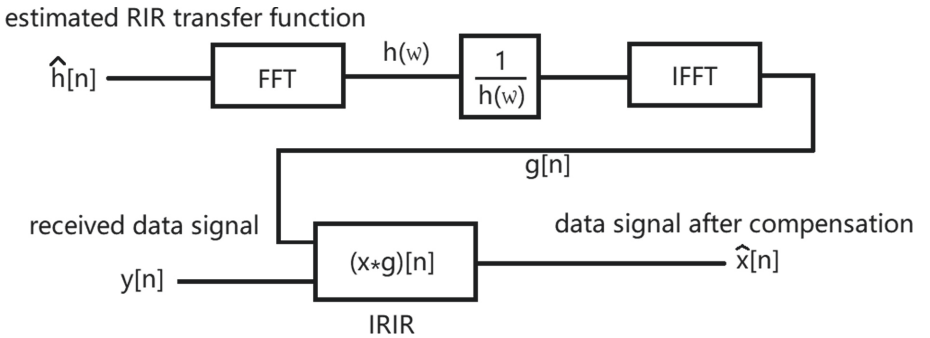 estimated RIR transfer function
ĥ[n]
FFT
h(w)
1
h(w)
IFFT
g[n]
received data signal
y[n]
(x*g)[n]
IRIR
data signal after compensation
x̂[n]